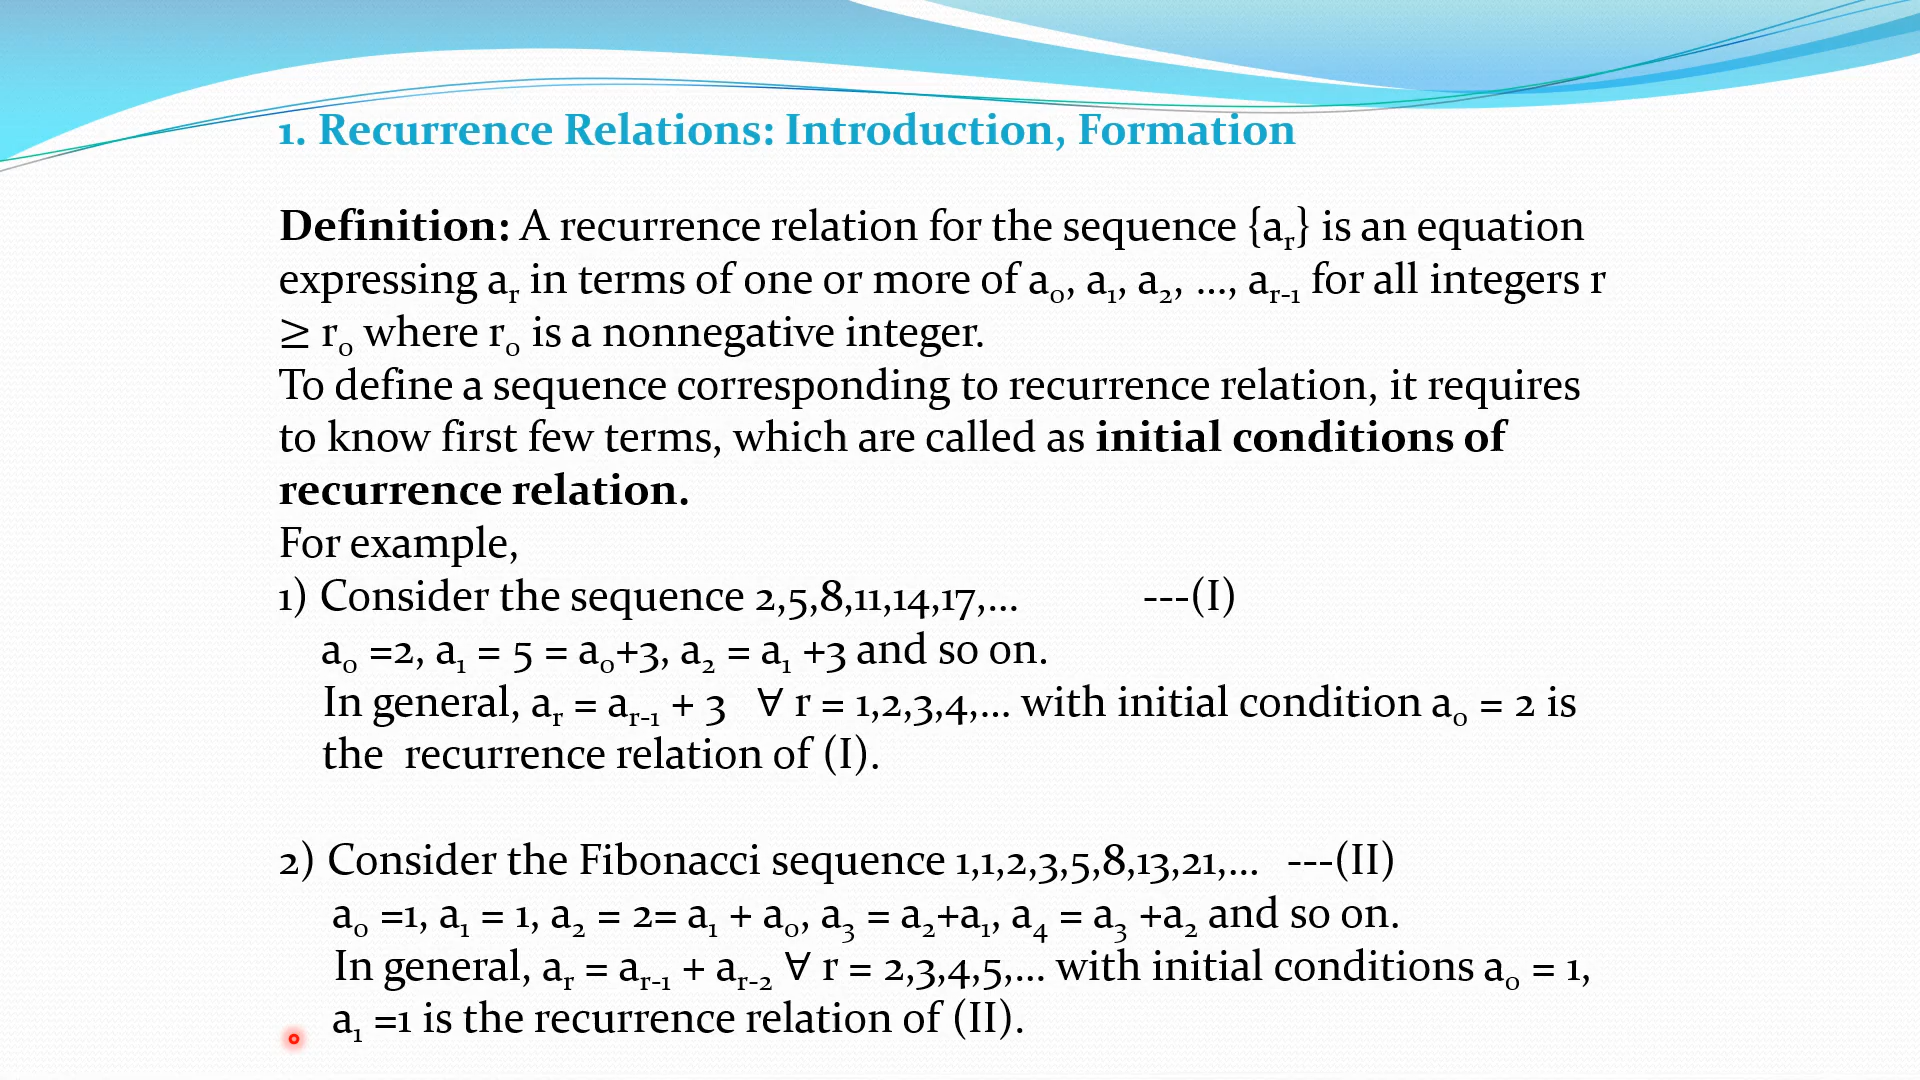 1. Recurrence Relations: Introduction, Formation
Definition: A recurrence relation for the sequence {aᵣ} is an equation
expressing aᵣ in terms of one or more of a₀, a₁, a₂, ..., aᵣ₋₁ for all integers r
≥ r₀ where r₀ is a nonnegative integer.
To define a sequence corresponding to recurrence relation, it requires
to know first few terms, which are called as initial conditions of
recurrence relation.
For example,
1) Consider the sequence 2,5,8,11,14,17,... ---(I)
a₀ =2, a₁ = 5 = a₀+3, a₂ = a₁ +3 and so on.
In general, aᵣ = aᵣ₋₁ + 3 ∀ r = 1,2,3,4,... with initial condition a₀ = 2 is
the recurrence relation of (I).
2) Consider the Fibonacci sequence 1,1,2,3,5,8,13,21,... ---(II)
a₀ =1, a₁ = 1, a₂ = 2= a₁ + a₀, a₃ = a₂+a₁, a₄ = a₃ +a₂ and so on.
In general, aᵣ = aᵣ₋₁ + aᵣ₋₂ ∀ r = 2,3,4,5,... with initial conditions a₀ = 1,
a₁ =1 is the recurrence relation of (II).